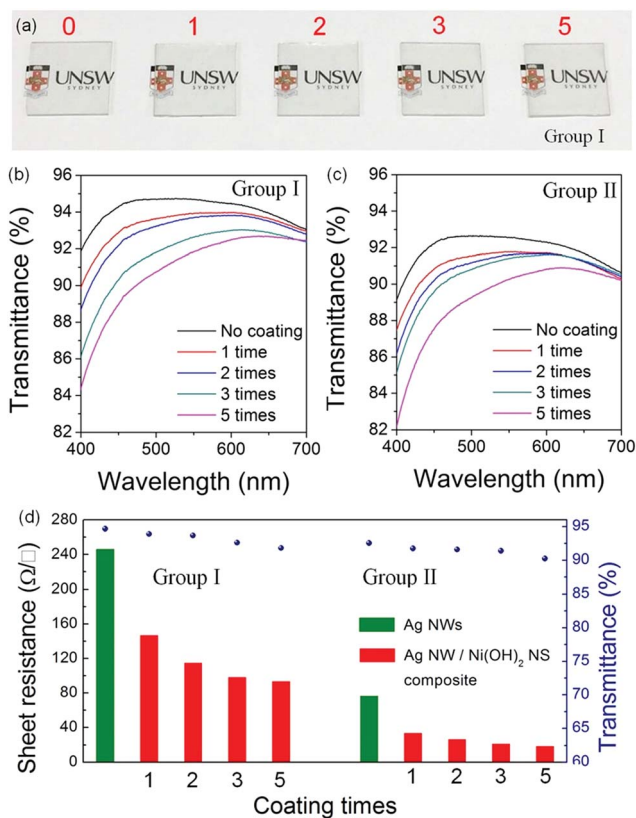 (a)
0 1 2 3 5
UNSW UNSW UNSW UNSW UNSW
SYDNEY SYDNEY SYDNEY SYDNEY SYDNEY
Group I
(b)
Group I
Transmittance (%)
96
94
92
90
88
86
84
82
No coating
1 time
2 times
3 times
5 times
400 500 600 700
Wavelength (nm)
(c)
Group II
Transmittance (%)
96
94
92
90
88
86
84
82
No coating
1 time
2 times
3 times
5 times
400 500 600 700
Wavelength (nm)
(d)
Sheet resistance (Ω/□)
280
240
200
160
120
80
40
0
Group I
Group II
Ag NWs
Ag NW / Ni(OH)₂ NS
composite
95
90
85
80
75
70
65
60
Transmittance (%)
1 2 3 5 1 2 3 5
Coating times